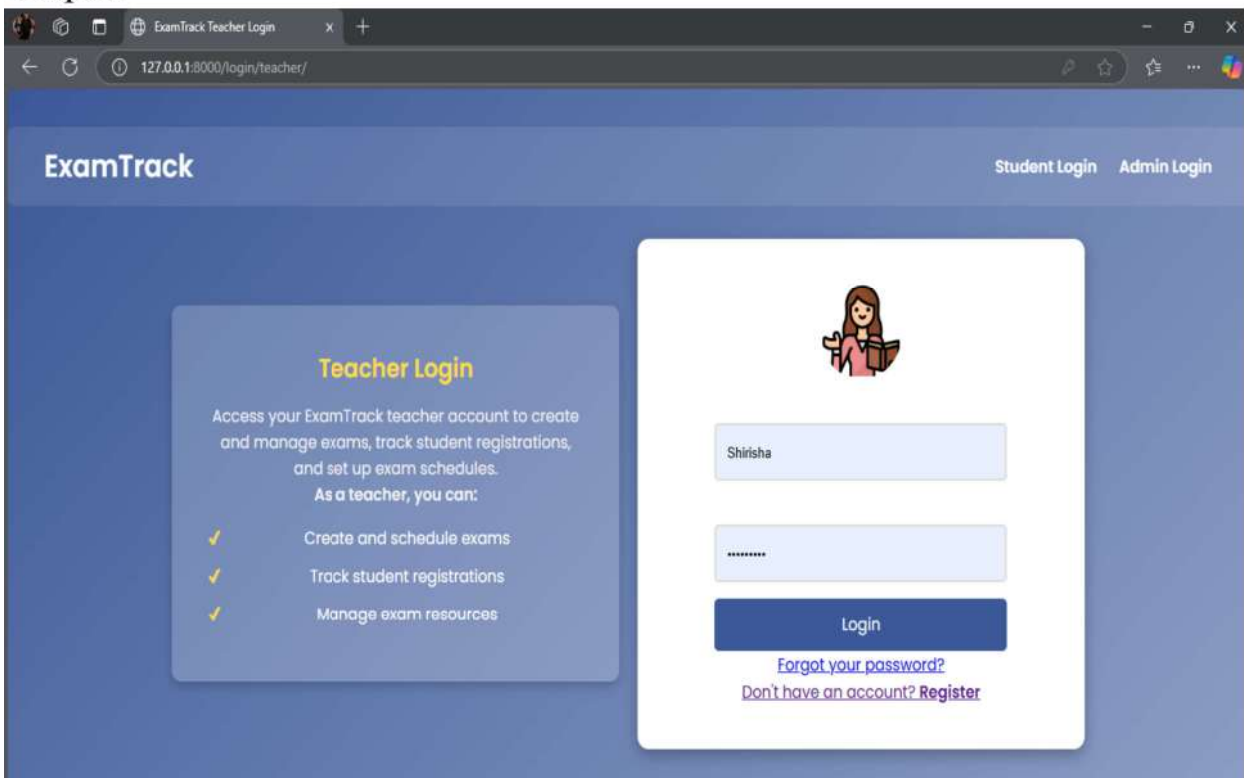 ExamTrack Teacher Login
127.0.0.1:8000/login/teacher/
ExamTrack
Student Login Admin Login
Teacher Login
Access your ExamTrack teacher account to create
and manage exams, track student registrations,
and set up exam schedules.
As a teacher, you can:
✓ Create and schedule exams
✓ Track student registrations
✓ Manage exam resources
Shirisha
•••••••••
Login
Forgot your password?
Don't have an account? Register